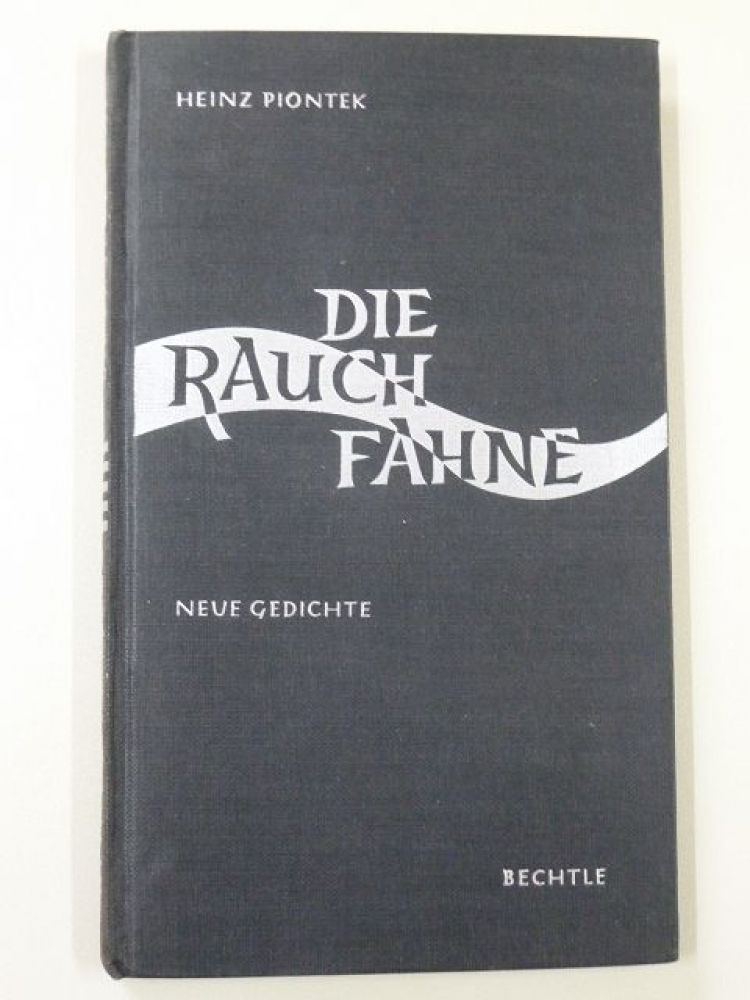 HEINZ PIONTEK
DIE
RAUCH
FAHNE
NEUE GEDICHTE
BECHTLE